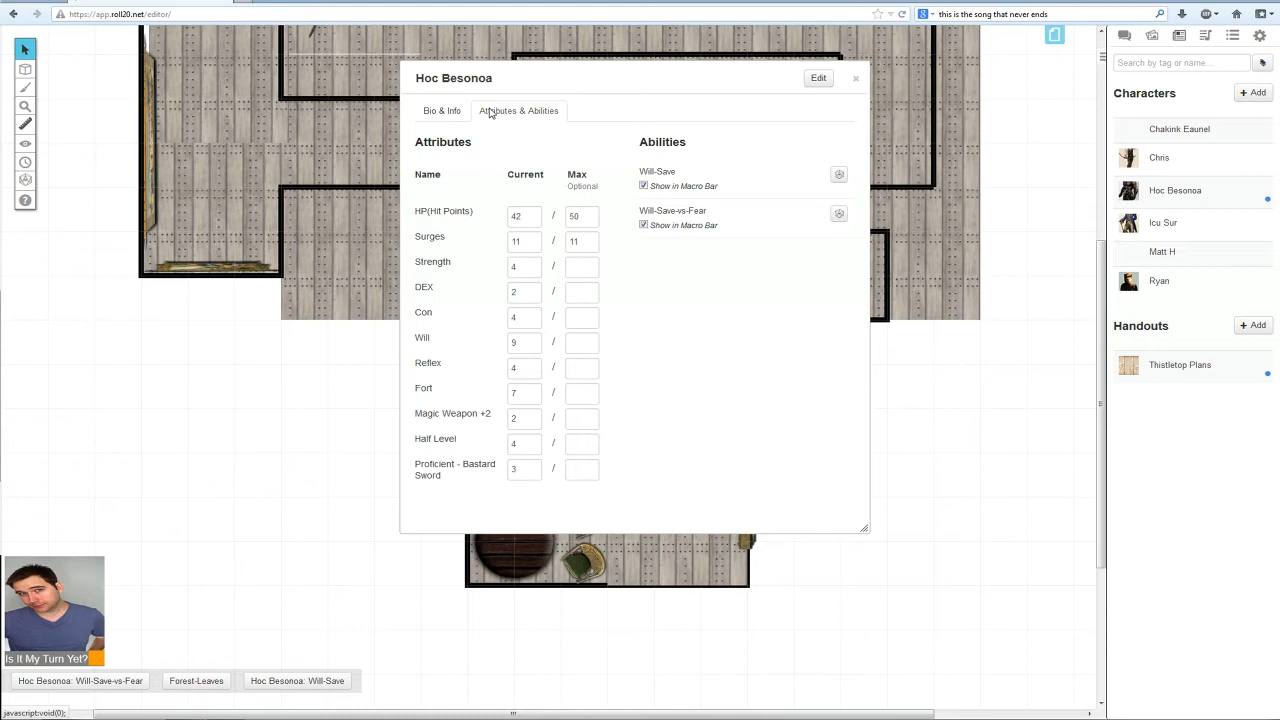 https://app.roll20.net/editor/
this is the song that never ends
Hoc Besonoa
Edit
Bio & Info
Attributes & Abilities
Attributes
Abilities
Name
Current
Max
Optional
HP(Hit Points)
42 / 50
Surges
11 / 11
Strength
4 /
DEX
2 /
Con
4 /
Will
9 /
Reflex
4 /
Fort
7 /
Magic Weapon +2
2 /
Half Level
4 /
Proficient - Bastard
Sword
3 /
Will-Save
Show in Macro Bar
Will-Save-vs-Fear
Show in Macro Bar
Search by tag or name...
Characters
+ Add
Chakink Eaunel
Chris
Hoc Besonoa
Ior Sur
Matt H
Ryan
Handouts
+ Add
Thistletop Plans
Is It My Turn Yet?
Hoc Besonoa: Will-Save-vs-Fear
Forest-Leaves
Hoc Besonoa: Will-Save
javascript:void(0);